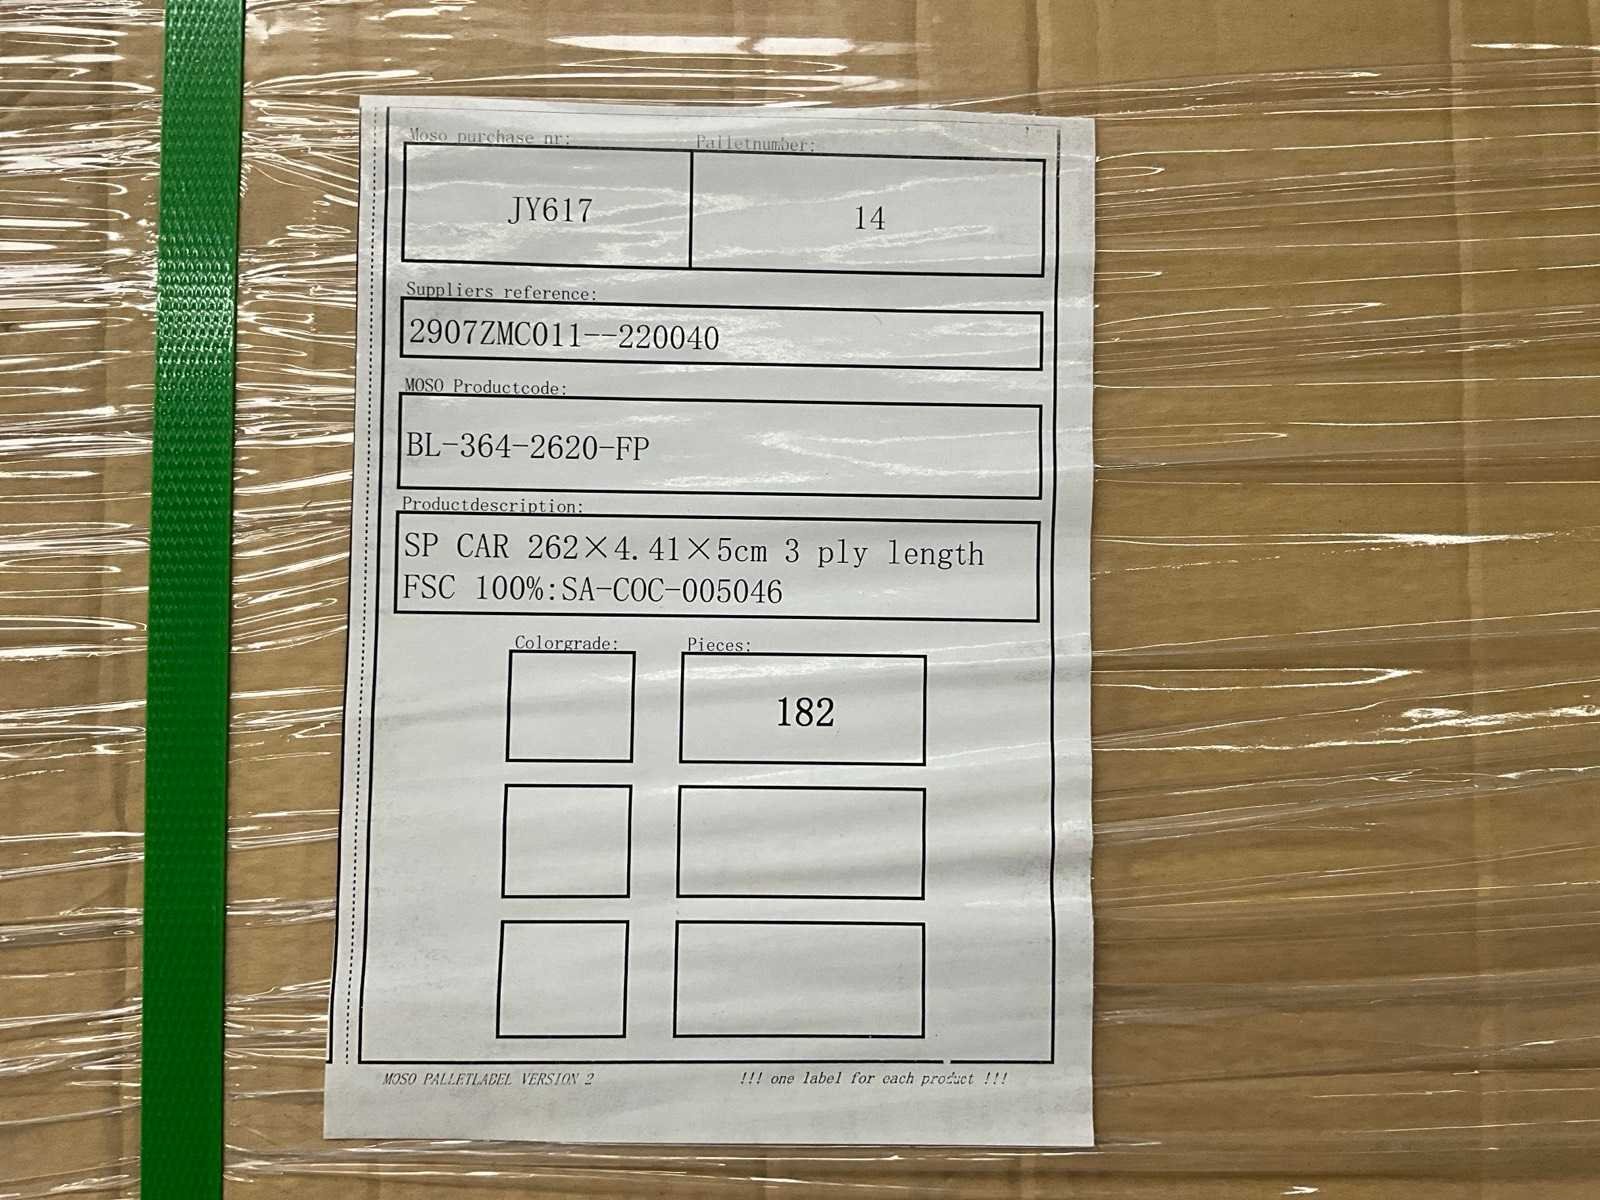 Moso purchase nr: Palletnumber:
JY617 14
Suppliers reference:
2907ZMC011--220040
MOSO Productcode:
BL-364-2620-FP
Productdescription:
SP CAR 262×4.41×5cm 3 ply length
FSC 100%:SA-COC-005046
Colorgrade: Pieces:
182
MOSO PALLETLABEL VERSION 2 !!! one label for each product !!!